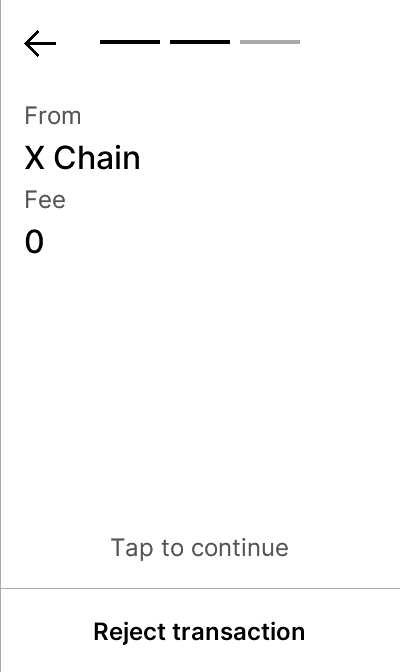 From
X Chain
Fee
0
Tap to continue
Reject transaction